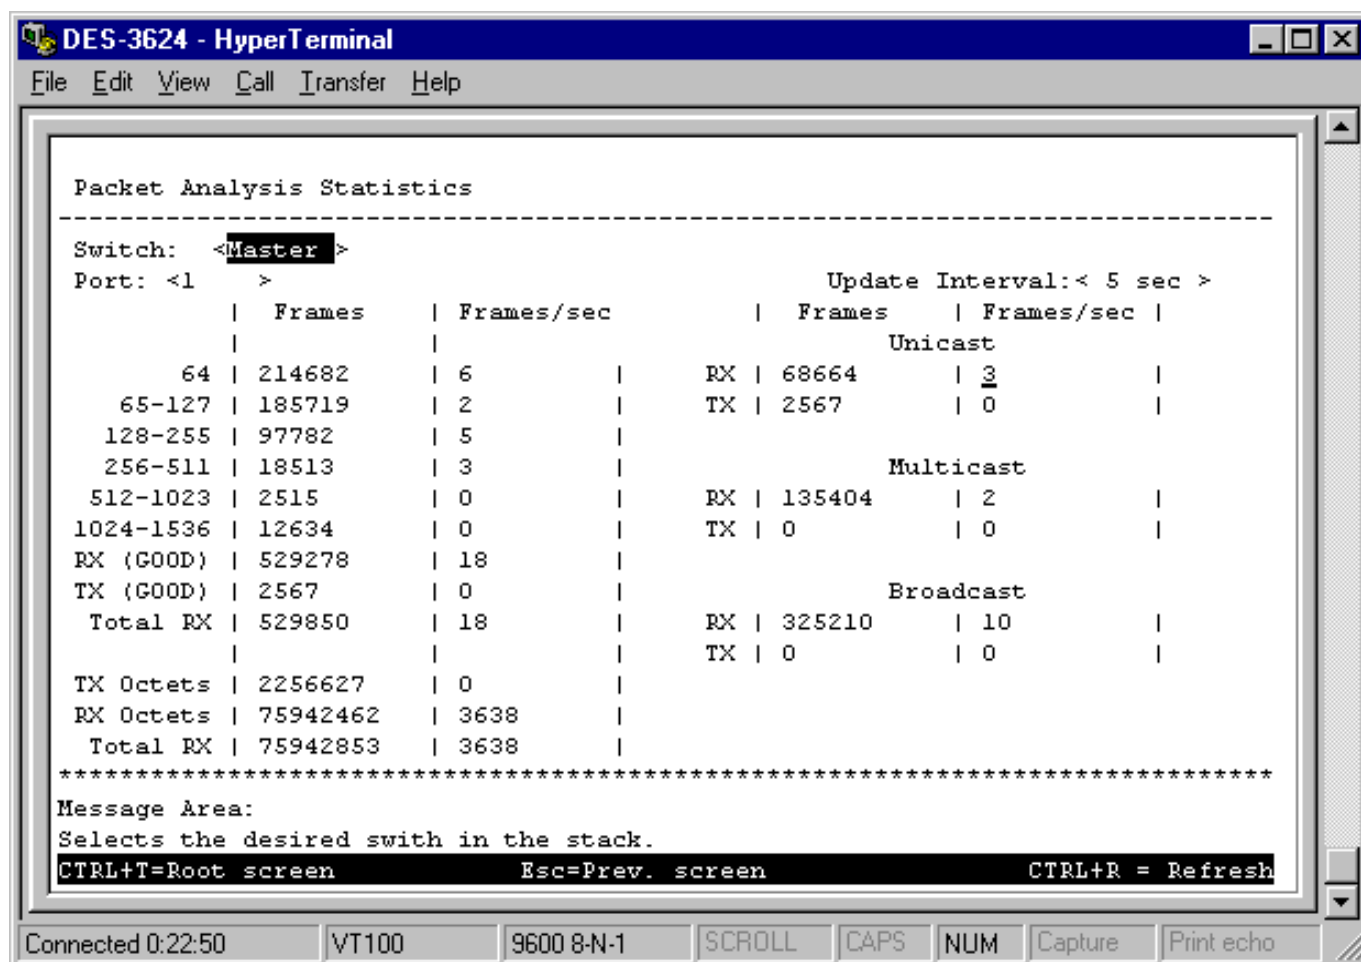 DES-3624 - HyperTerminal
File Edit View Call Transfer Help
Packet Analysis Statistics
--------------------------------------------------------------------------------
Switch: <Master >
Port: <1 > Update Interval:< 5 sec >
| Frames | Frames/sec | Frames | Frames/sec |
| | Unicast
64 | 214682 | 6 | RX | 68664 | 3 |
65-127 | 185719 | 2 | TX | 2567 | 0 |
128-255 | 97782 | 5 |
256-511 | 18513 | 3 | Multicast
512-1023 | 2515 | 0 | RX | 135404 | 2 |
1024-1536 | 12634 | 0 | TX | 0 | 0 |
RX (GOOD) | 529278 | 18 |
TX (GOOD) | 2567 | 0 | Broadcast
Total RX | 529850 | 18 | RX | 325210 | 10 |
| | | TX | 0 | 0 |
TX Octets | 2256627 | 0 |
RX Octets | 75942462 | 3638 |
Total RX | 75942853 | 3638 |
********************************************************************************
Message Area:
Selects the desired swith in the stack.
CTRL+T=Root screen Esc=Prev. screen CTRL+R = Refresh
Connected 0:22:50 VT100 9600 8-N-1 SCROLL CAPS NUM Capture Print echo